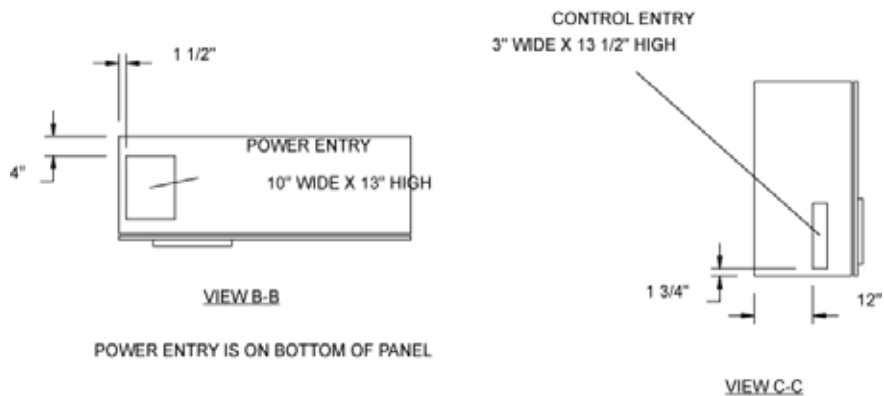 1 1/2"
4"
POWER ENTRY
10" WIDE X 13" HIGH
VIEW B-B
POWER ENTRY IS ON BOTTOM OF PANEL
CONTROL ENTRY
3" WIDE X 13 1/2" HIGH
1 3/4"
12"
VIEW C-C